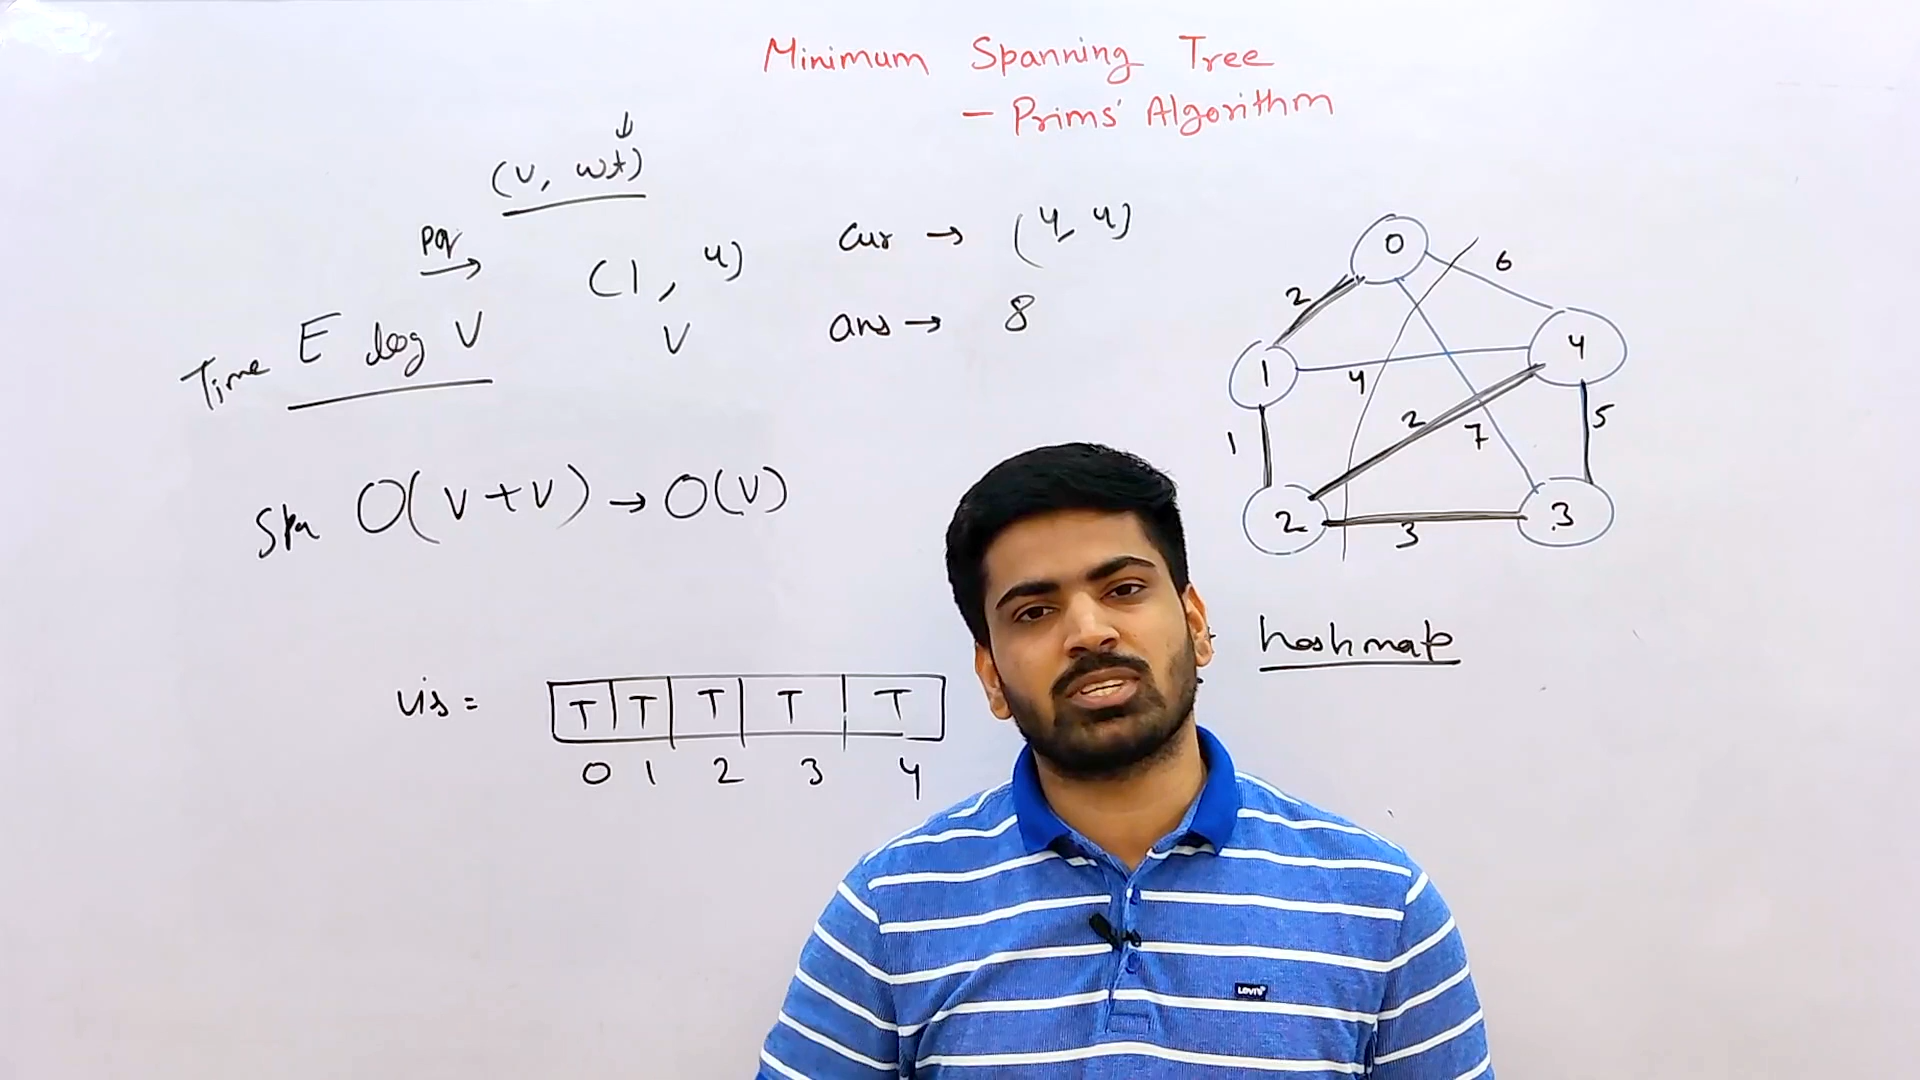 Minimum Spanning Tree
- Prims' Algorithm
(v, wt)
pq → (1, 4) cur → (4, 4)
V ans → 8
Time E log V
O(V+V) → O(V)
vis = T T T T T
0 1 2 3 4
0
6
2
4
1
4
2
7
5
1
2
3
3
hashmap
Levi's